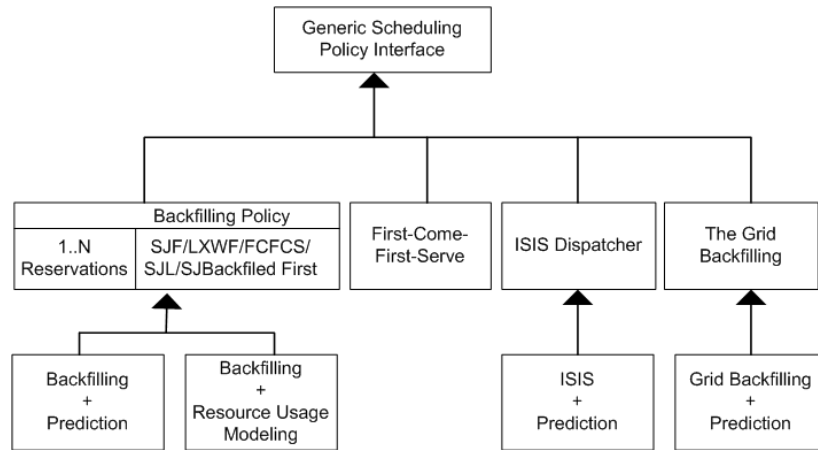 Generic Scheduling
Policy Interface
Backfilling Policy
1..N
Reservations
SJF/LXWF/FCFCS/
SJL/SJBackfiled First
First-Come-
First-Serve
ISIS Dispatcher
The Grid
Backfilling
Backfilling
+
Prediction
Backfilling
+
Resource Usage
Modeling
ISIS
+
Prediction
Grid Backfilling
+
Prediction